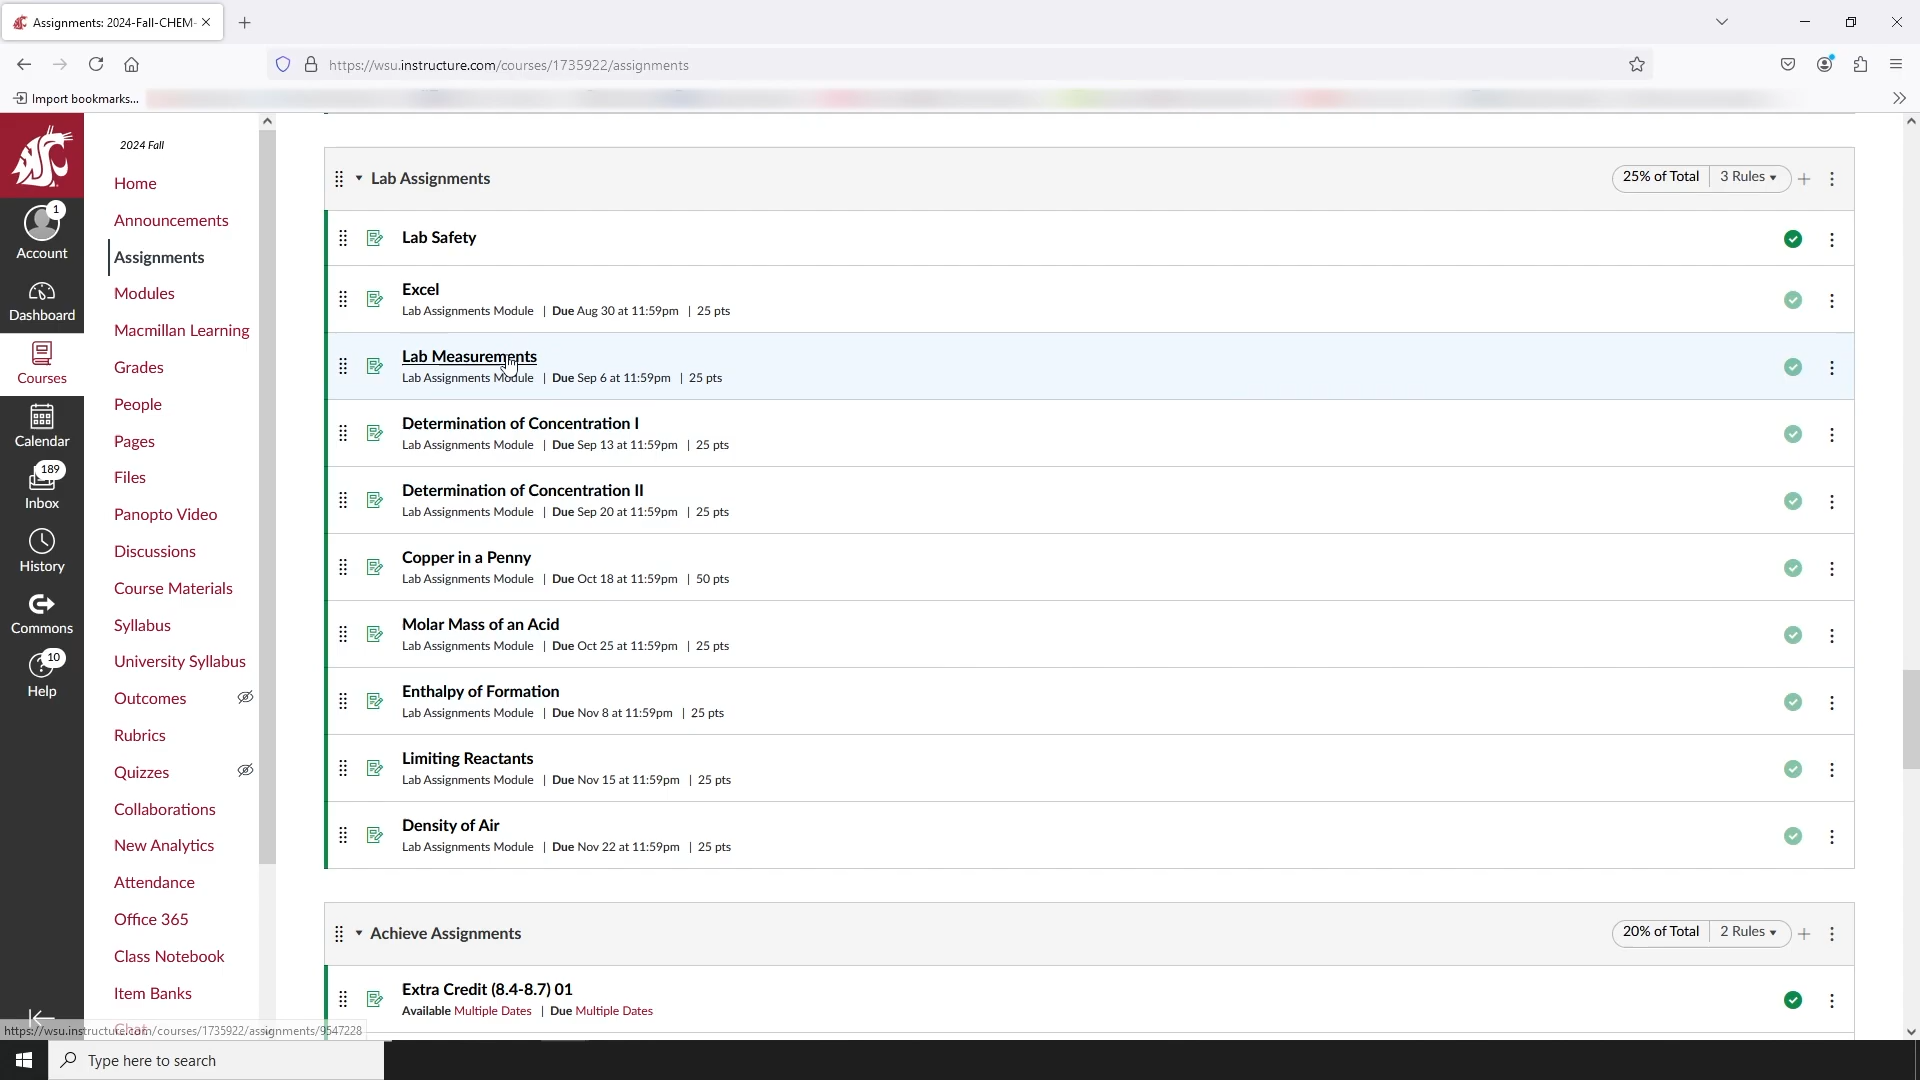 Assignments: 2024-Fall-CHEM-
https://wsu.instructure.com/courses/1735922/assignments
Import bookmarks...
1
Account
Dashboard
Courses
Calendar
189
Inbox
History
Commons
10
Help
2024 Fall
Home
Announcements
Assignments
Modules
Macmillan Learning
Grades
People
Pages
Files
Panopto Video
Discussions
Course Materials
Syllabus
University Syllabus
Outcomes
Rubrics
Quizzes
Collaborations
New Analytics
Attendance
Office 365
Class Notebook
Item Banks
Chat
Lab Assignments
25% of Total | 3 Rules
Lab Safety
Excel
Lab Assignments Module | Due Aug 30 at 11:59pm | 25 pts
Lab Measurements
Lab Assignments Module | Due Sep 6 at 11:59pm | 25 pts
Determination of Concentration I
Lab Assignments Module | Due Sep 13 at 11:59pm | 25 pts
Determination of Concentration II
Lab Assignments Module | Due Sep 20 at 11:59pm | 25 pts
Copper in a Penny
Lab Assignments Module | Due Oct 18 at 11:59pm | 50 pts
Molar Mass of an Acid
Lab Assignments Module | Due Oct 25 at 11:59pm | 25 pts
Enthalpy of Formation
Lab Assignments Module | Due Nov 8 at 11:59pm | 25 pts
Limiting Reactants
Lab Assignments Module | Due Nov 15 at 11:59pm | 25 pts
Density of Air
Lab Assignments Module | Due Nov 22 at 11:59pm | 25 pts
Achieve Assignments
20% of Total | 2 Rules
Extra Credit (8.4-8.7) 01
Available Multiple Dates | Due Multiple Dates
https://wsu.instructure.com/courses/1735922/assignments/9547228
Type here to search